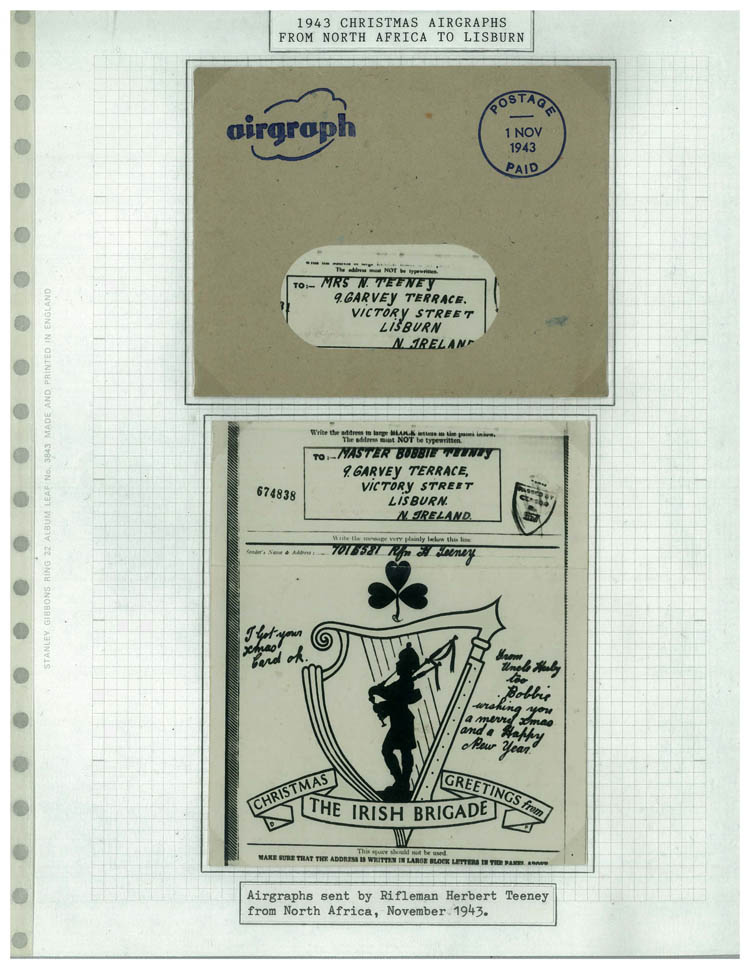 1943 CHRISTMAS AIRGRAPHS
FROM NORTH AFRICA TO LISBURN
airgraph
POSTAGE
1 NOV
1943
PAID
The address must NOT be typewritten.
TO:— MRS N. TEENEY
9. GARVEY TERRACE.
VICTORY STREET
LISBURN
N. IRELAND
STANLEY GIBBONS RING 22 ALBUM LEAF No. 3843 MADE AND PRINTED IN ENGLAND
Write the address in large BLOCK letters in the panel below.
The address must NOT be typewritten.
TO:— MASTER BOBBIE TEENEY
9. GARVEY TERRACE,
VICTORY STREET
LISBURN.
N. IRELAND.
674838
PASSED BY
Write the message very plainly below this line
Sender's Name & Address:— 7018581 Rfn H Teeney
I Got your
xmas
Card ok.
from
Uncle Herby
too
Bobbie
wishing you
a merry xmas
and a Happy
New Year.
CHRISTMAS
GREETINGS from
THE IRISH BRIGADE
This space should not be used
MAKE SURE THAT THE ADDRESS IS WRITTEN IN LARGE BLOCK LETTERS IN THE PANEL ABOVE
Airgraphs sent by Rifleman Herbert Teeney
from North Africa, November 1943.